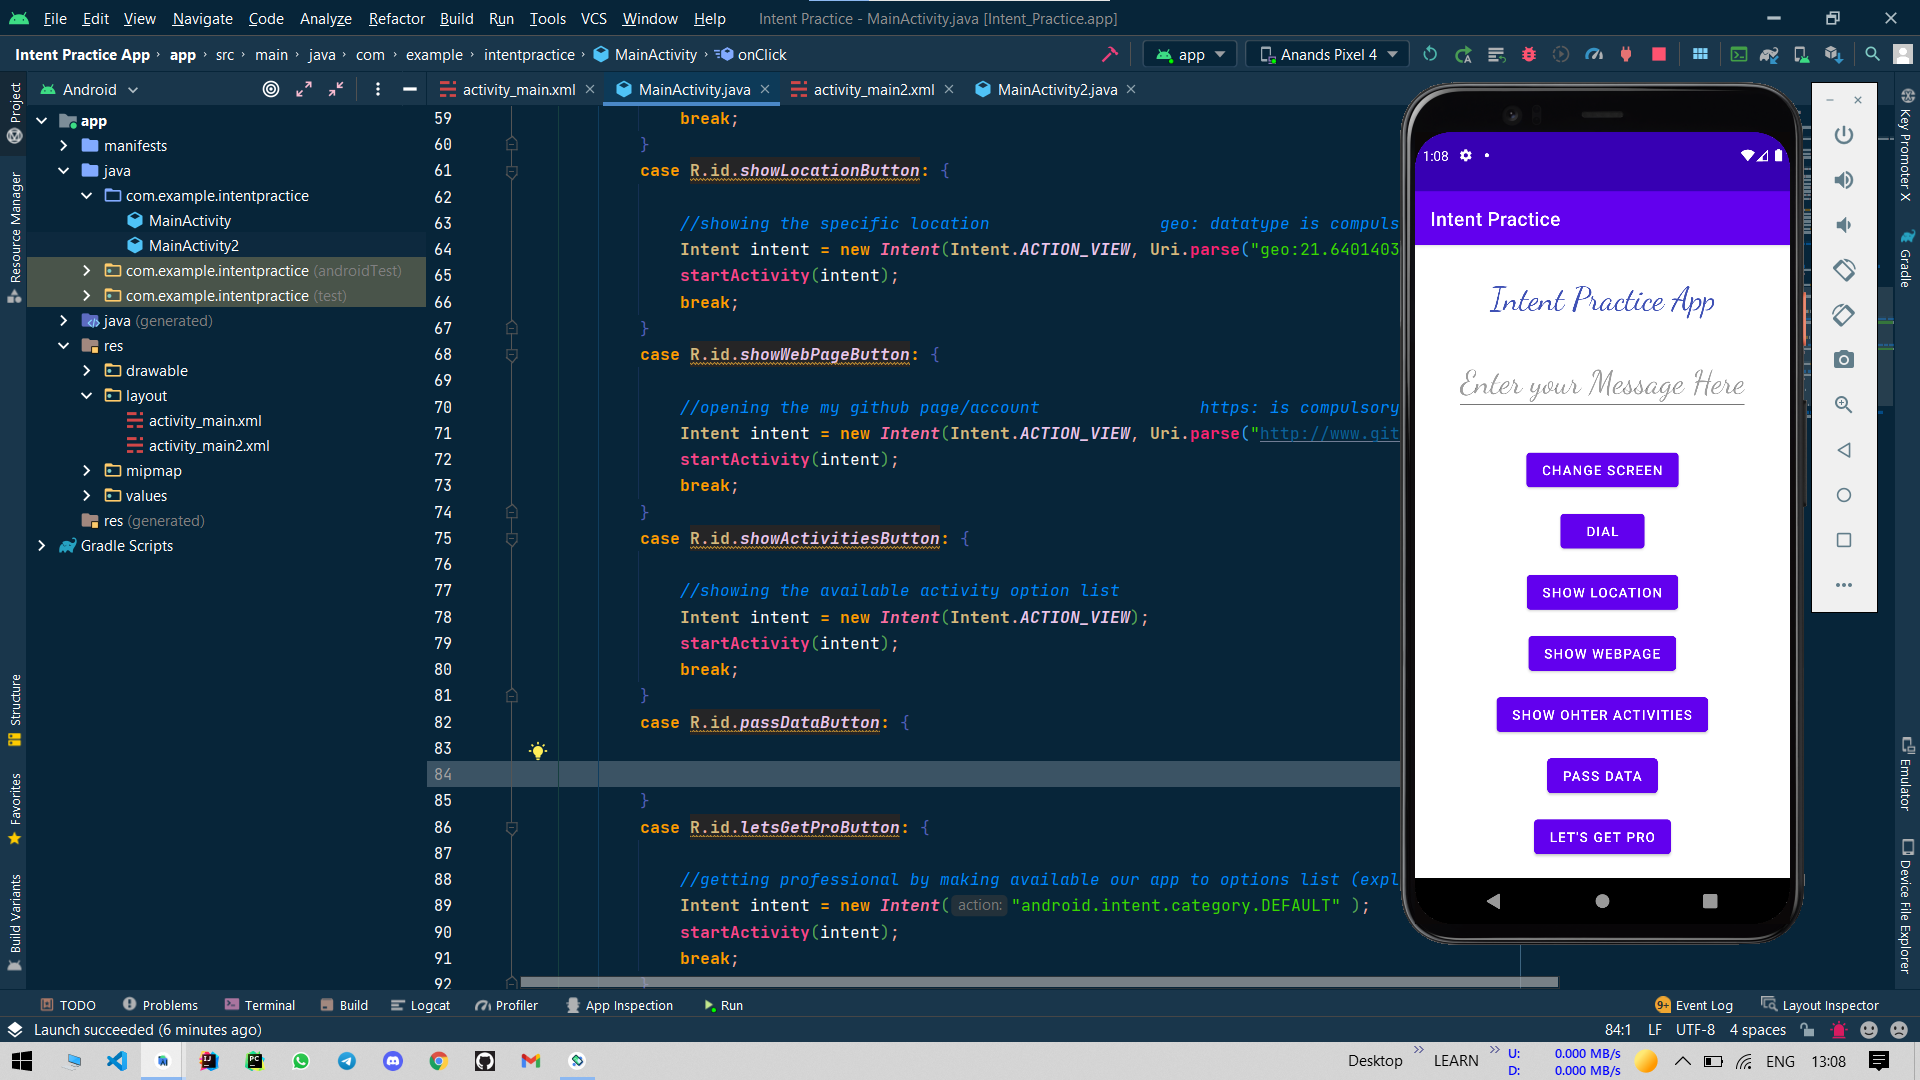 File Edit View Navigate Code Analyze Refactor Build Run Tools VCS Window Help Intent Practice - MainActivity.java [Intent_Practice.app]
Intent Practice App app src main java com example intentpractice MainActivity onClick app Anands Pixel 4
Android activity_main.xml MainActivity.java activity_main2.xml MainActivity2.java
Project
Resource Manager
Structure
Favorites
Build Variants
app
manifests
java
com.example.intentpractice
MainActivity
MainActivity2
com.example.intentpractice (androidTest)
com.example.intentpractice (test)
java (generated)
res
drawable
layout
activity_main.xml
activity_main2.xml
mipmap
values
res (generated)
Gradle Scripts
59 break;
60 }
61 case R.id.showLocationButton: {
62
63 //showing the specific location geo: datatype is compuls
64 Intent intent = new Intent(Intent.ACTION_VIEW, Uri.parse("geo:21.6401403
65 startActivity(intent);
66 break;
67 }
68 case R.id.showWebPageButton: {
69
70 //opening the my github page/account https: is compulsory
71 Intent intent = new Intent(Intent.ACTION_VIEW, Uri.parse("http://www.git
72 startActivity(intent);
73 break;
74 }
75 case R.id.showActivitiesButton: {
76
77 //showing the available activity option list
78 Intent intent = new Intent(Intent.ACTION_VIEW);
79 startActivity(intent);
80 break;
81 }
82 case R.id.passDataButton: {
83
84
85 }
86 case R.id.letsGetProButton: {
87
88 //getting professional by making available our app to options list (expl
89 Intent intent = new Intent( action: "android.intent.category.DEFAULT" );
90 startActivity(intent);
91 break;
92 }
1:08
Intent Practice
Intent Practice App
Enter your Message Here
CHANGE SCREEN
DIAL
SHOW LOCATION
SHOW WEBPAGE
SHOW OHTER ACTIVITIES
PASS DATA
LET'S GET PRO
Key Promoter X
Gradle
Emulator
Device File Explorer
TODO Problems Terminal Build Logcat Profiler App Inspection Run 9+ Event Log Layout Inspector
Launch succeeded (6 minutes ago) 84:1 LF UTF-8 4 spaces
Desktop LEARN U: 0.000 MB/s ENG 13:08
D: 0.000 MB/s